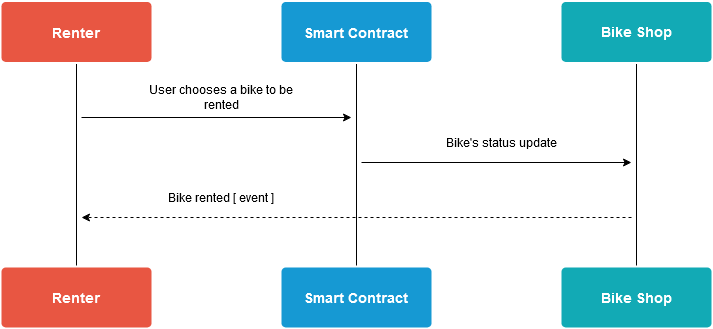 Renter
Smart Contract
Bike Shop
User chooses a bike to be
rented
Bike's status update
Bike rented [ event ]
Renter
Smart Contract
Bike Shop